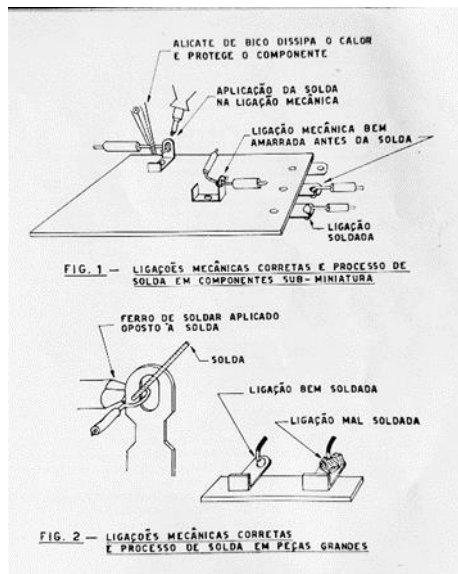 ALICATE DE BICO DISSIPA O CALOR
E PROTEGE O COMPONENTE
APLICAÇÃO DA SOLDA
NA LIGAÇÃO MECÂNICA
LIGAÇÃO MECÂNICA BEM
AMARRADA ANTES DA SOLDA
LIGAÇÃO
SOLDADA
FIG. 1 — LIGAÇÕES MECÂNICAS CORRETAS E PROCESSO DE
SOLDA EM COMPONENTES SUB-MINIATURA
FERRO DE SOLDAR APLICADO
OPOSTO À SOLDA
SOLDA
LIGAÇÃO BEM SOLDADA
LIGAÇÃO MAL SOLDADA
FIG. 2 — LIGAÇÕES MECÂNICAS CORRETAS
E PROCESSO DE SOLDA EM PEÇAS GRANDES